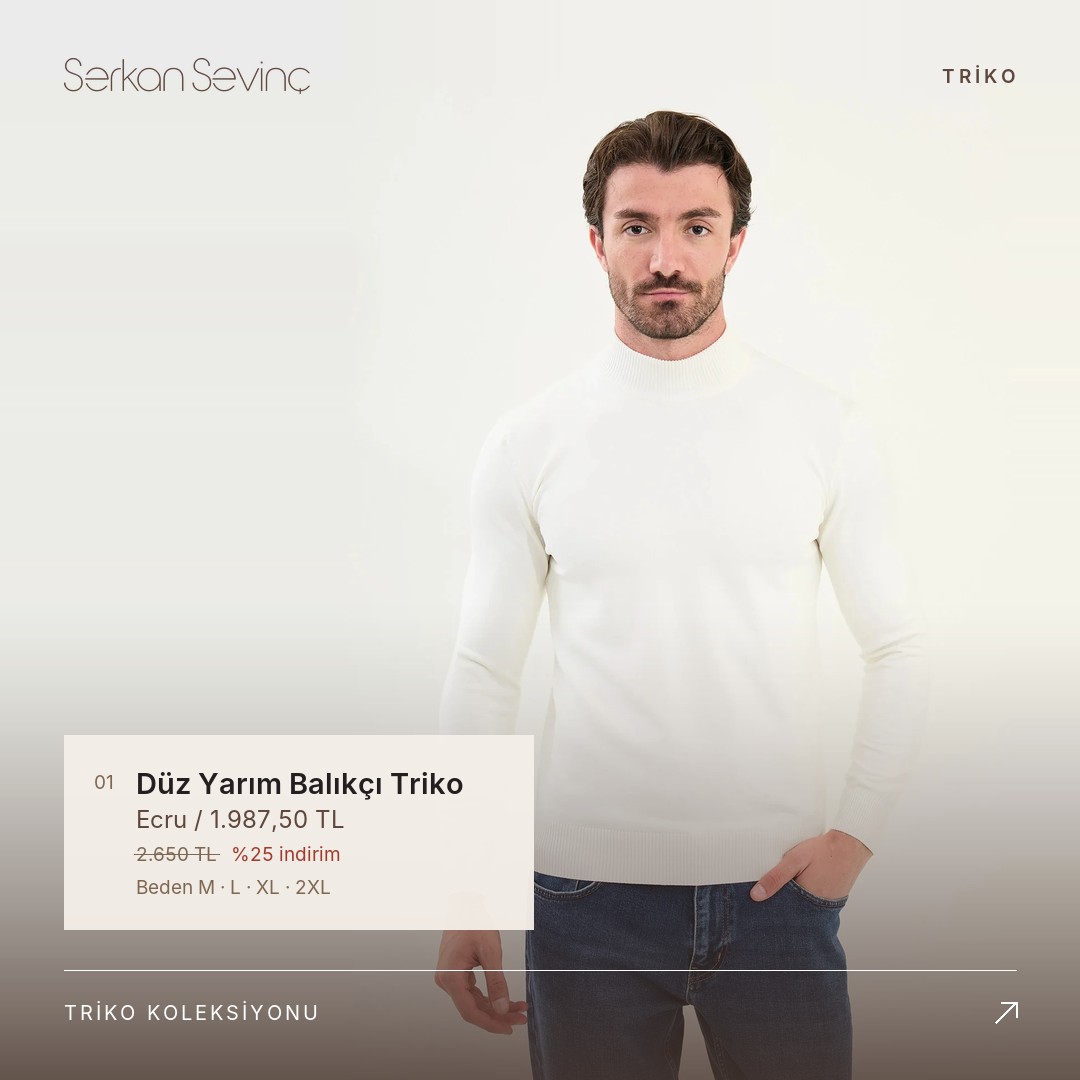 Serkan Sevinç
TRİKO
01 Düz Yarım Balıkçı Triko
Ecru / 1.987,50 TL
2.650 TL %25 indirim
Beden M · L · XL · 2XL
TRİKO KOLEKSİYONU